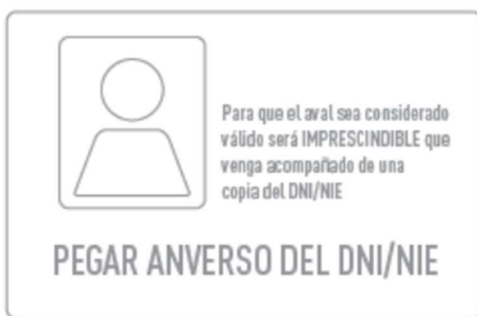 Para que el aval sea considerado
válido será IMPRESCINDIBLE que
venga acompañado de una
copia del DNI/NIE
PEGAR ANVERSO DEL DNI/NIE